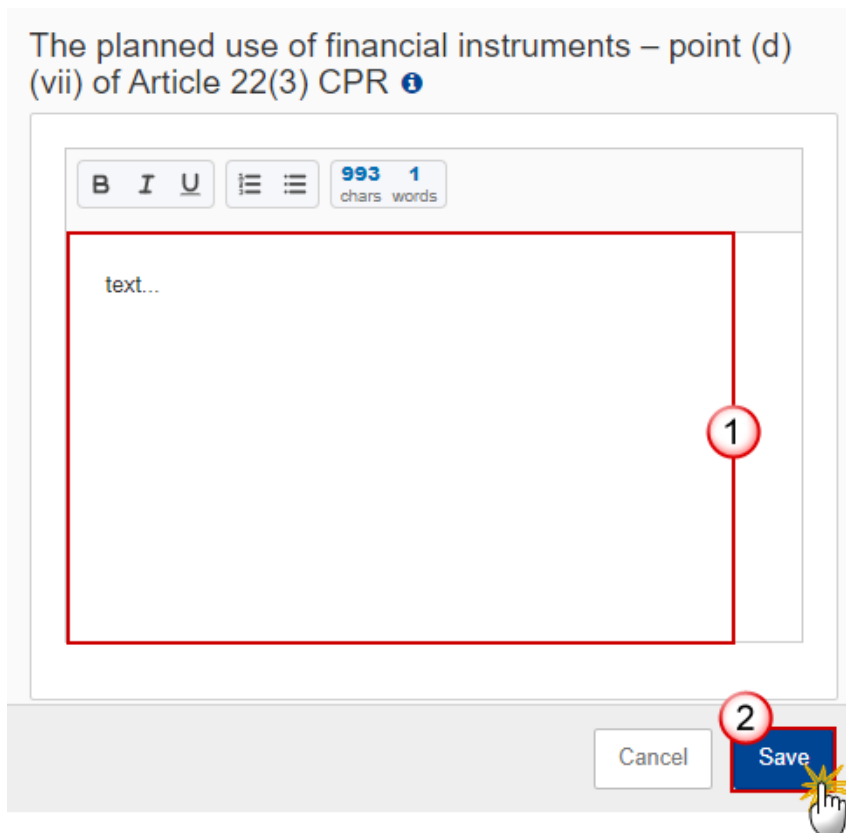 The planned use of financial instruments – point (d)
(vii) of Article 22(3) CPR
B I U 993 1
chars words
text...
1
2
Cancel Save